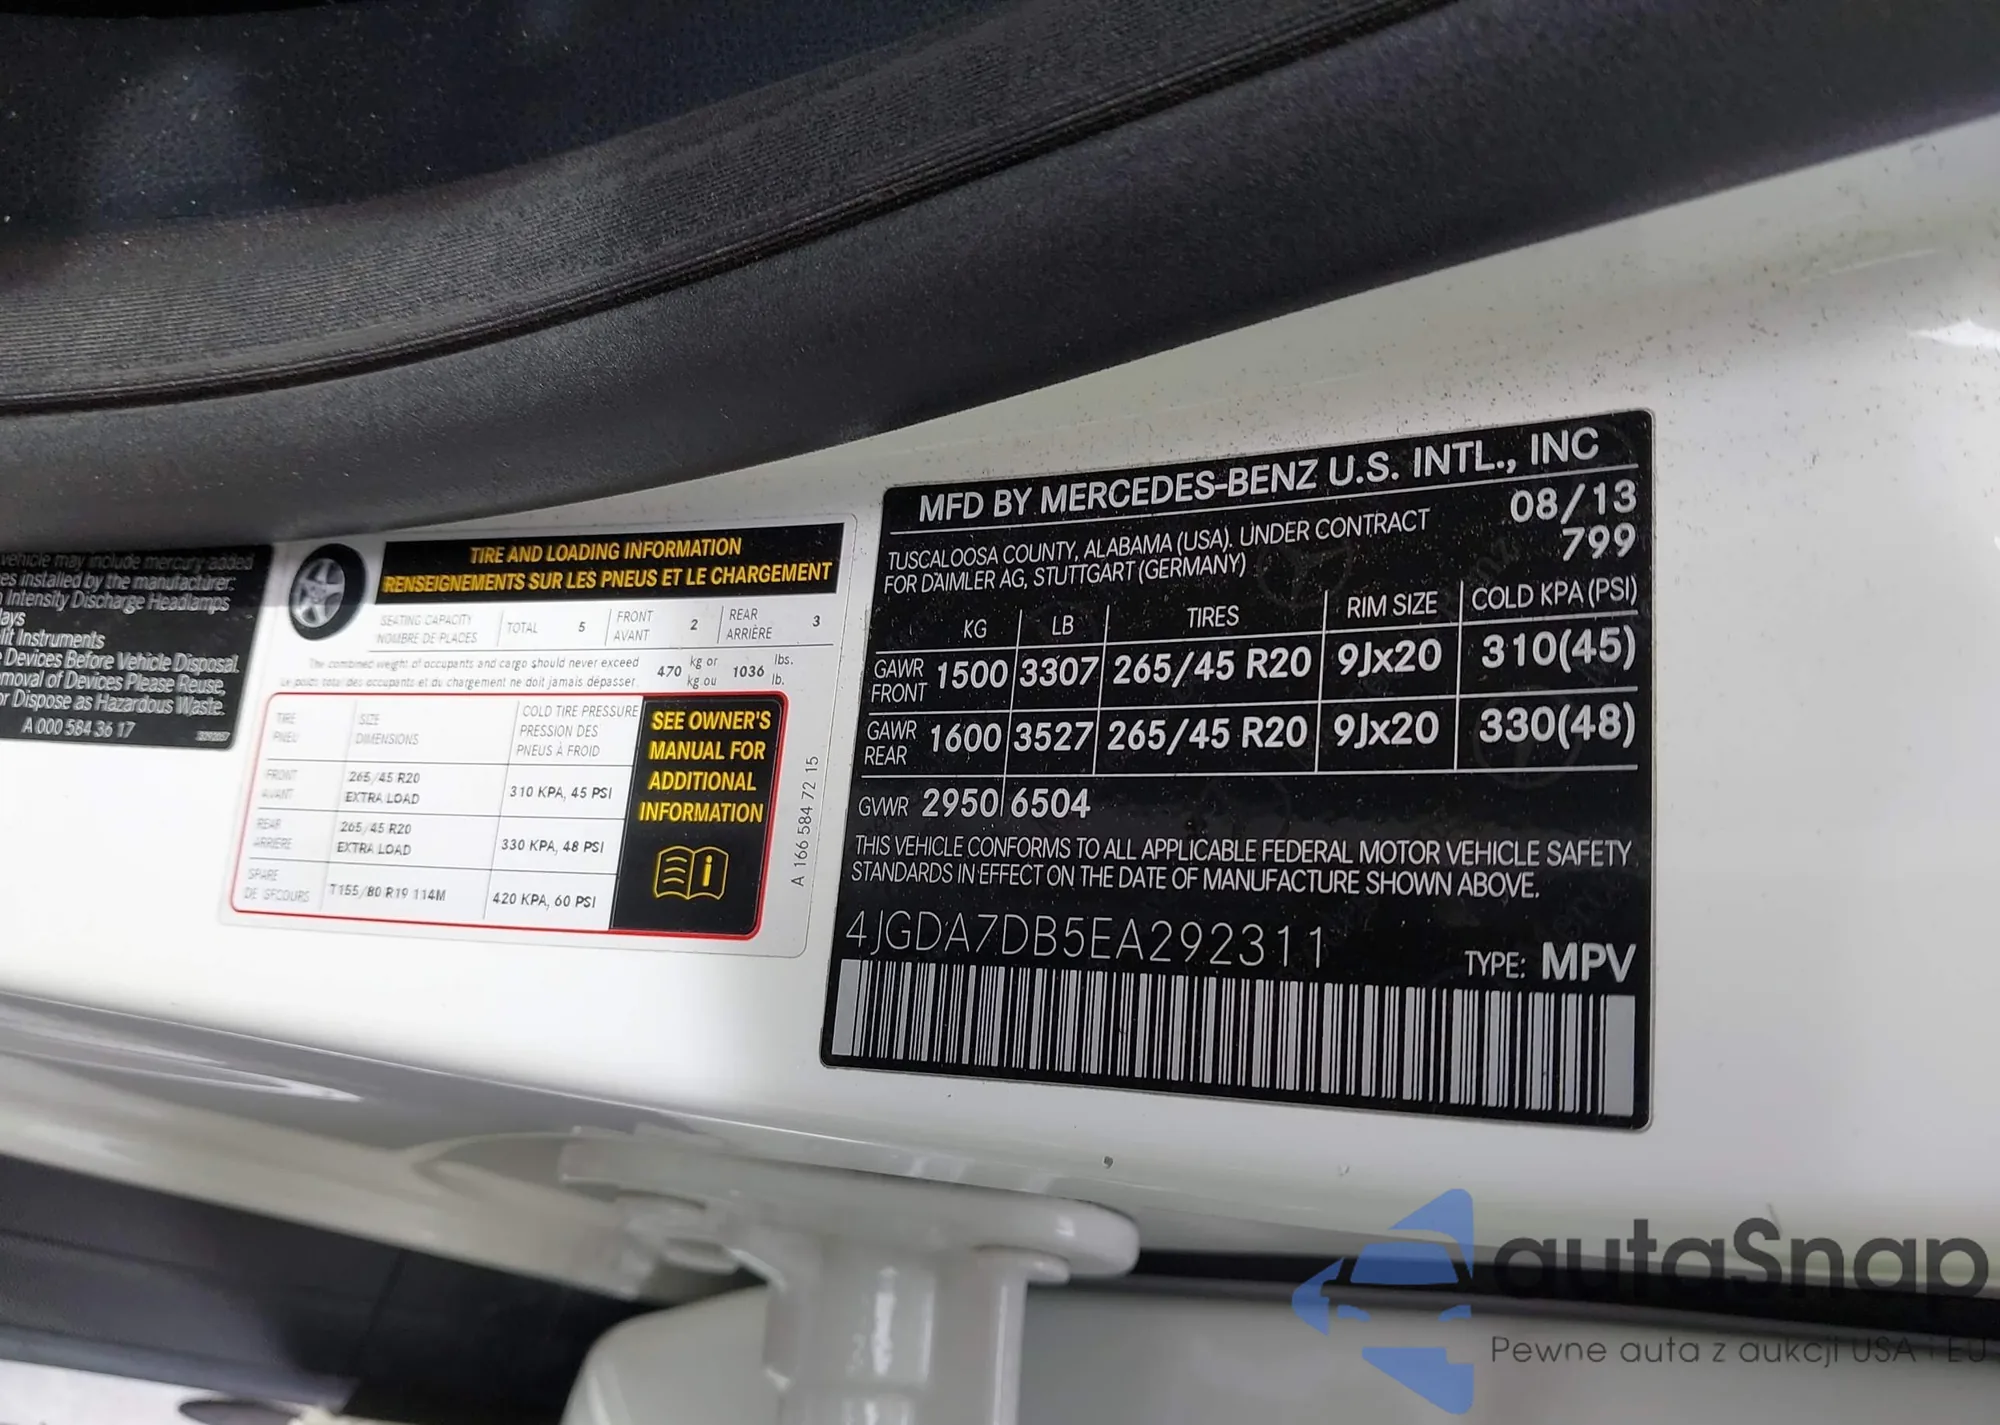 vehicle may include mercury added
es installed by the manufacturer:
Intensity Discharge Headlamps
lays
lit Instruments
Devices Before Vehicle Disposal.
moval of Devices Please Reuse,
or Dispose as Hazardous Waste.
A 000 584 36 17
TIRE AND LOADING INFORMATION
RENSEIGNEMENTS SUR LES PNEUS ET LE CHARGEMENT
SEATING CAPACITY
NOMBRE DE PLACES
TOTAL 5
FRONT
AVANT
2
REAR
ARRIÈRE
3
The combined weight of occupants and cargo should never exceed
Le poids total des occupants et du chargement ne doit jamais dépasser
470 kg or
kg ou
1036 lbs.
lb.
TIRE
PNEU
SIZE
DIMENSIONS
COLD TIRE PRESSURE
PRESSION DES
PNEUS À FROID
FRONT
AVANT
265/45 R20
EXTRA LOAD
310 KPA, 45 PSI
REAR
ARRIÈRE
265/45 R20
EXTRA LOAD
330 KPA, 48 PSI
SPARE
DE SECOURS
T155/80 R19 114M
420 KPA, 60 PSI
SEE OWNER'S
MANUAL FOR
ADDITIONAL
INFORMATION
A 166 584 72 15
MFD BY MERCEDES-BENZ U.S. INTL., INC
TUSCALOOSA COUNTY, ALABAMA (USA). UNDER CONTRACT
FOR DAIMLER AG, STUTTGART (GERMANY)
08/13
799
KG LB TIRES RIM SIZE COLD KPA (PSI)
GAWR
FRONT
1500 3307 265/45 R20 9Jx20 310(45)
GAWR
REAR
1600 3527 265/45 R20 9Jx20 330(48)
GVWR 2950 6504
THIS VEHICLE CONFORMS TO ALL APPLICABLE FEDERAL MOTOR VEHICLE SAFETY
STANDARDS IN EFFECT ON THE DATE OF MANUFACTURE SHOWN ABOVE.
4JGDA7DB5EA292311
TYPE: MPV
autaSnap
Pewne auta z aukcji USA i EU